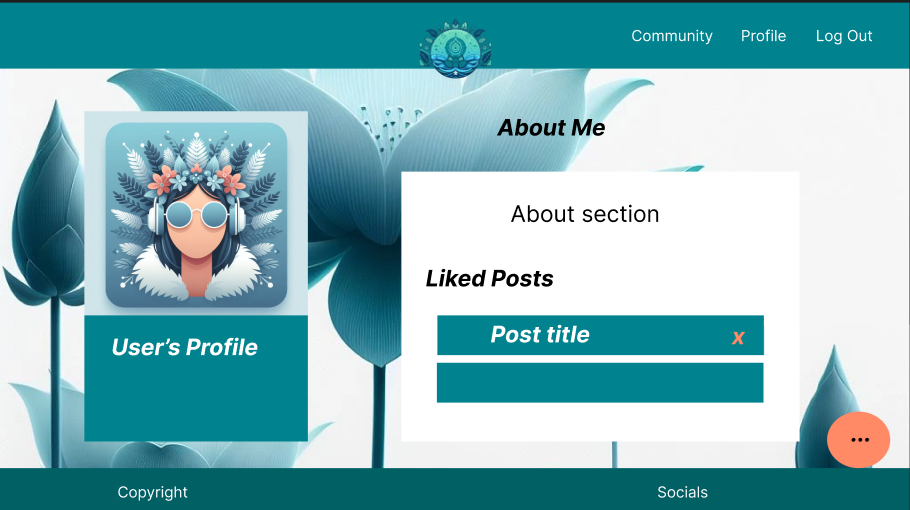 Community
Profile
Log Out
About Me
About section
Liked Posts
Post title
x
User's Profile
...
Copyright
Socials